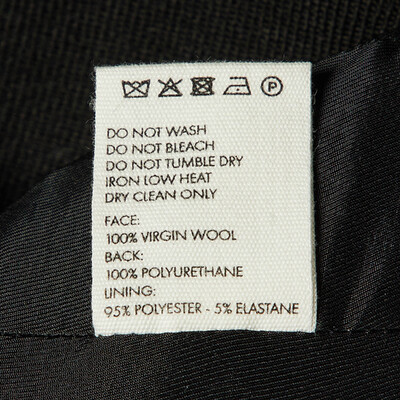 P
DO NOT WASH
DO NOT BLEACH
DO NOT TUMBLE DRY
IRON LOW HEAT
DRY CLEAN ONLY
FACE:
100% VIRGIN WOOL
BACK:
100% POLYURETHANE
LINING:
95% POLYESTER - 5% ELASTANE